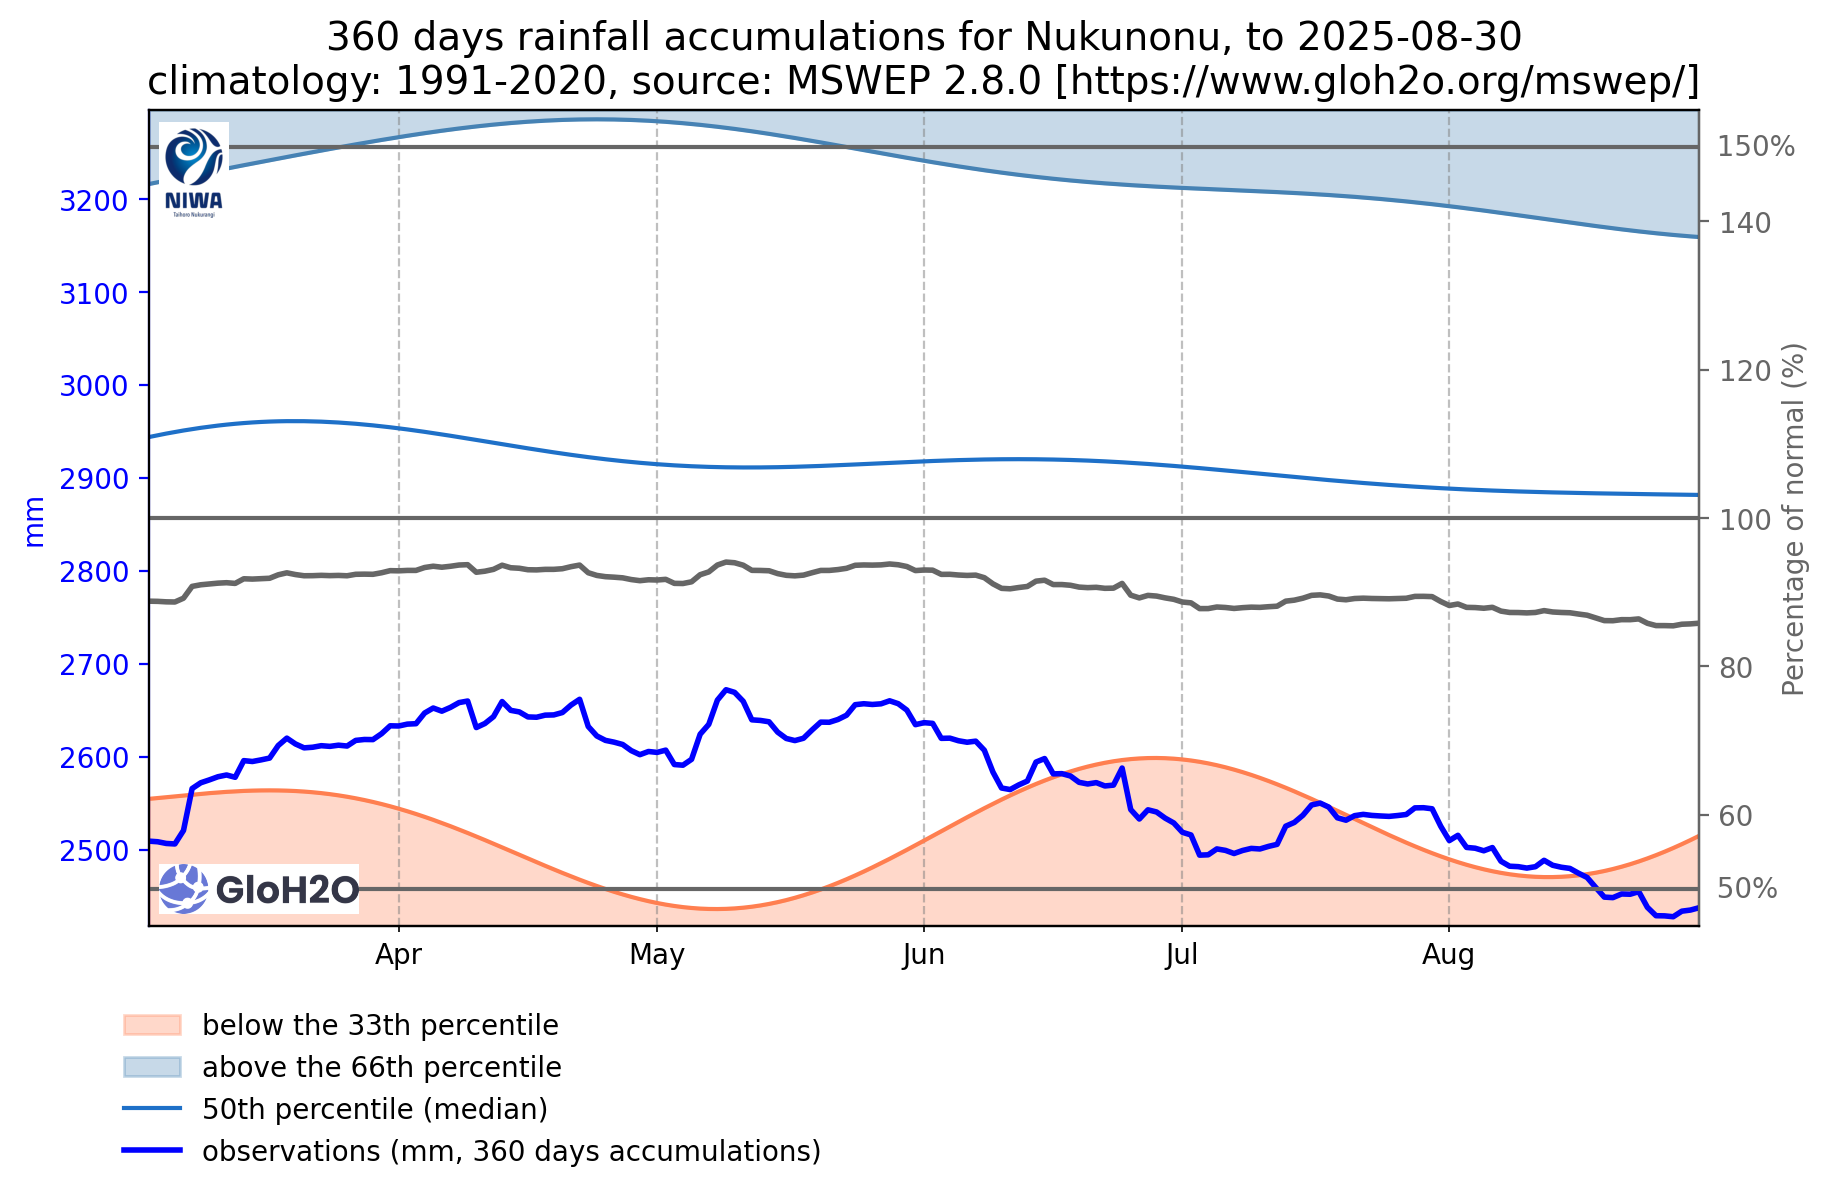 360 days rainfall accumulations for Nukunonu, to 2025-08-30
climatology: 1991-2020, source: MSWEP 2.8.0 [https://www.gloh2o.org/mswep/]
NIWA
Taihoro Nukurangi
3200
3100
3000
2900
2800
2700
2600
2500
mm
150%
140
120
100
80
60
50%
Percentage of normal (%)
GloH2O
Apr
May
Jun
Jul
Aug
below the 33th percentile
above the 66th percentile
50th percentile (median)
observations (mm, 360 days accumulations)